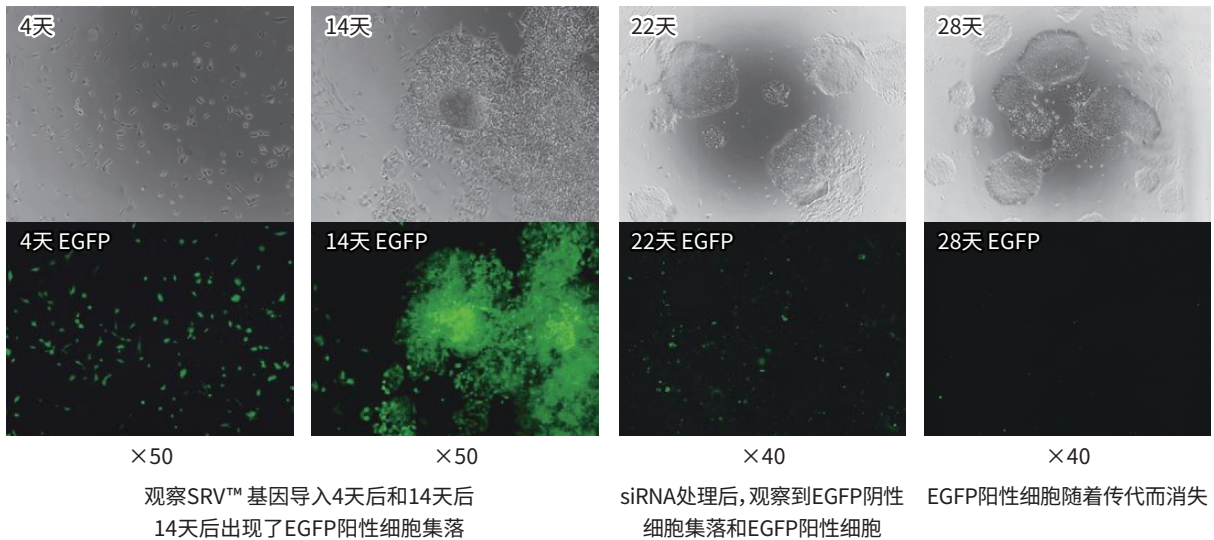 4天
14天
22天
28天
4天 EGFP
14天 EGFP
22天 EGFP
28天 EGFP
×50
×50
×40
×40
观察SRV™ 基因导入4天后和14天后
14天后出现了EGFP阳性细胞集落
siRNA处理后，观察到EGFP阴性
细胞集落和EGFP阳性细胞
EGFP阳性细胞随着传代而消失